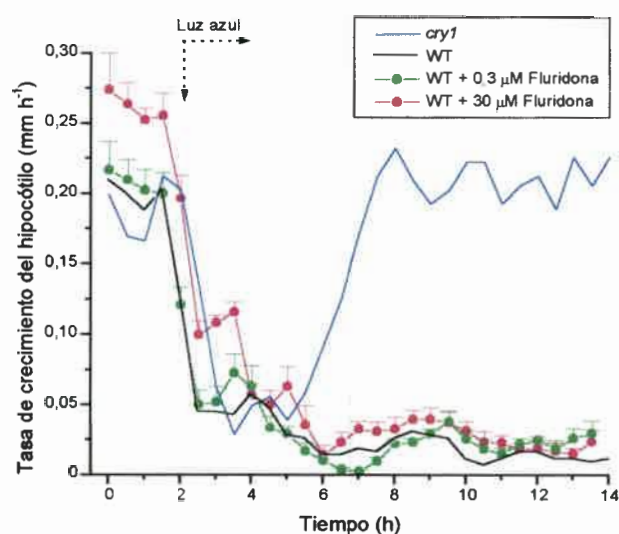 Luz azul
cry1
WT
WT + 0,3 µM Fluridona
WT + 30 µM Fluridona
Tasa de crecimiento del hipocótilo (mm h⁻¹)
0,30
0,25
0,20
0,15
0,10
0,05
0
0 2 4 6 8 10 12 14
Tiempo (h)